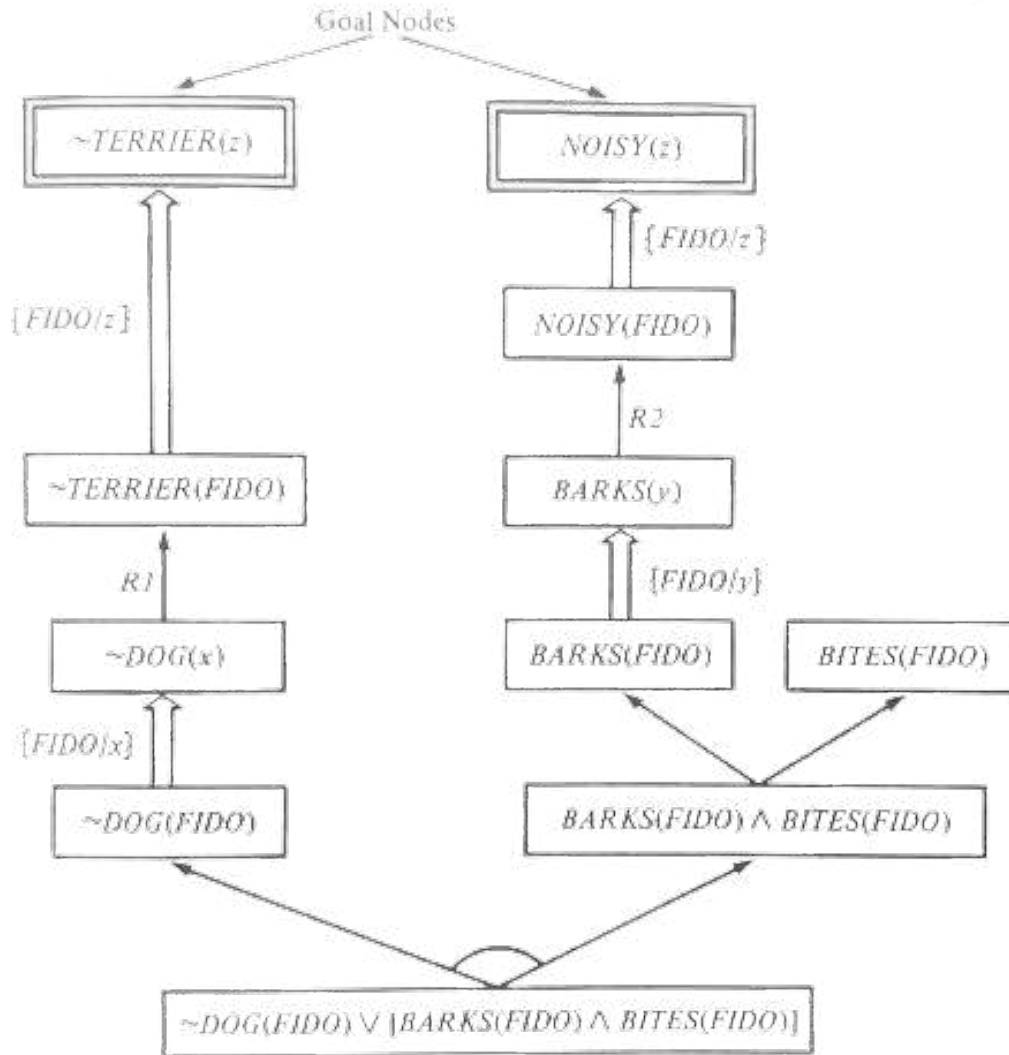 Goal Nodes
~TERRIER(z)
NOISY(z)
{FIDO/z}
{FIDO/z}
NOISY(FIDO)
R2
~TERRIER(FIDO)
BARKS(y)
R1
{FIDO/y}
~DOG(x)
BARKS(FIDO)
BITES(FIDO)
{FIDO/x}
~DOG(FIDO)
BARKS(FIDO) ∧ BITES(FIDO)
~DOG(FIDO) ∨ [BARKS(FIDO) ∧ BITES(FIDO)]